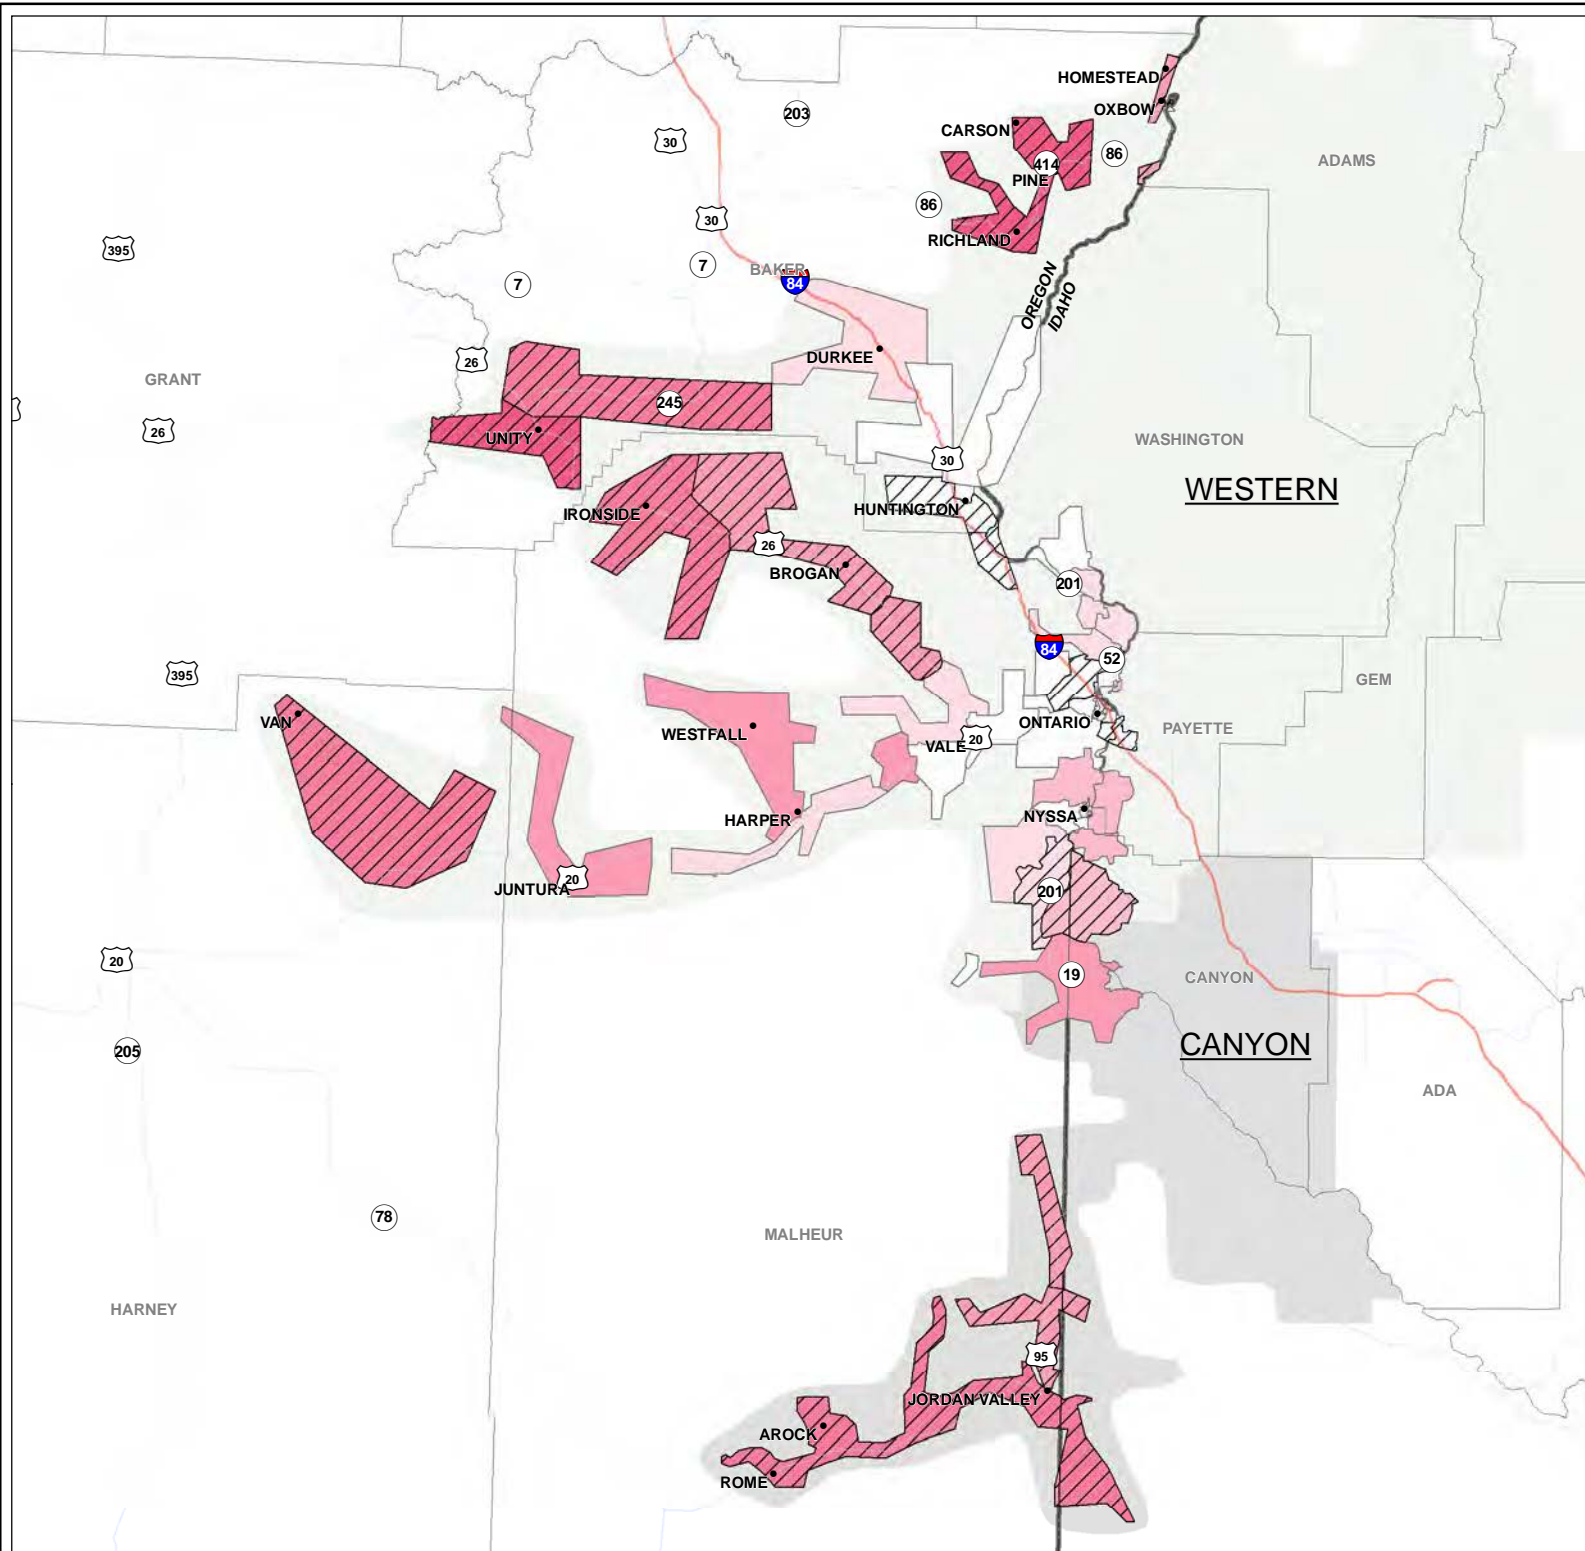 HOMESTEAD
OXBOW
203
30
CARSON
414
86
ADAMS
PINE
86
30
RICHLAND
395
7
7
BAKER
84
OREGON
IDAHO
DURKEE
26
GRANT
245
26
UNITY
WASHINGTON
30
WESTERN
HUNTINGTON
IRONSIDE
26
BROGAN
201
84
52
395
GEM
VAN
WESTFALL
ONTARIO
PAYETTE
VALE
20
HARPER
NYSSA
JUNTURA
20
201
20
19
CANYON
CANYON
205
ADA
78
MALHEUR
HARNEY
95
JORDAN VALLEY
AROCK
ROME